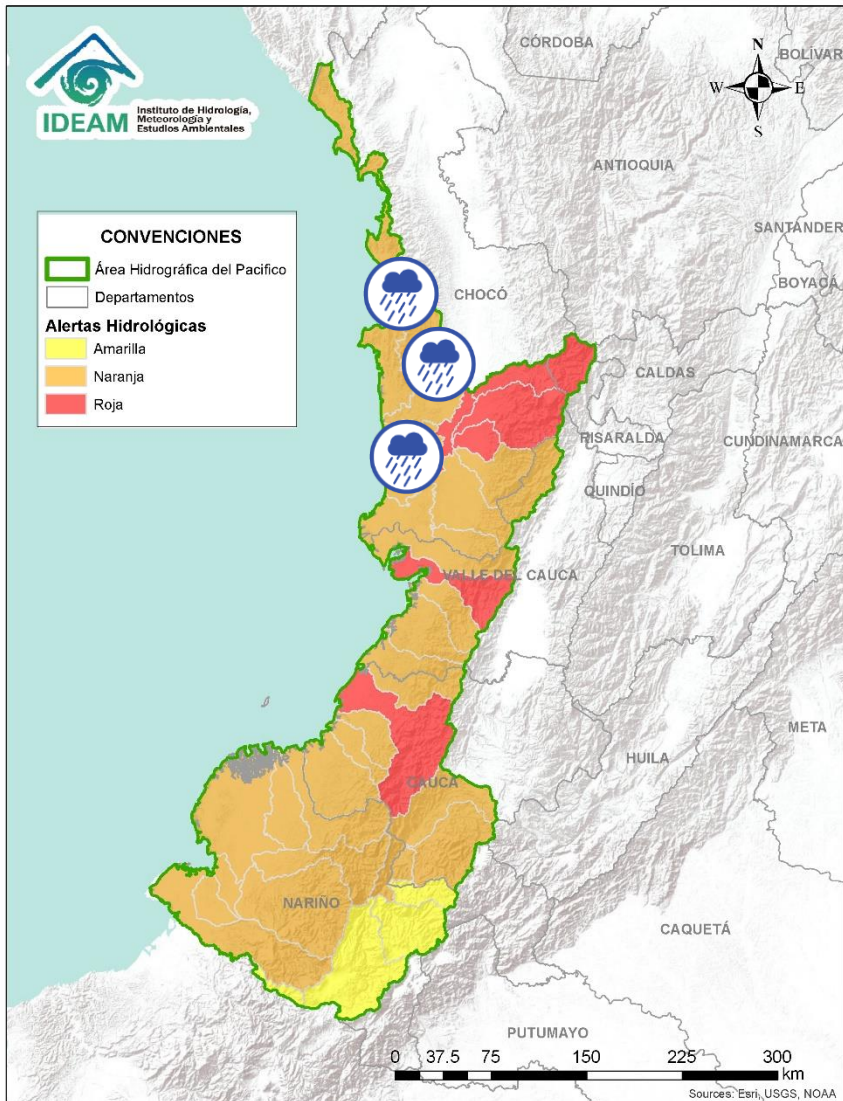 IDEAM
Instituto de Hidrología,
Meteorología y
Estudios Ambientales
CÓRDOBA
BOLÍVAR
N
W
E
S
ANTIOQUIA
SANTANDER
BOYACÁ
CONVENCIONES
Área Hidrográfica del Pacifico
Departamentos
Alertas Hidrológicas
Amarilla
Naranja
Roja
CHOCÓ
CALDAS
RISARALDA
CUNDINAMARCA
QUINDÍO
TOLIMA
VALLE DEL CAUCA
META
HUILA
CAUCA
NARIÑO
CAQUETÁ
PUTUMAYO
0 37.5 75 150 225 300
km
Sources: Esri, USGS, NOAA